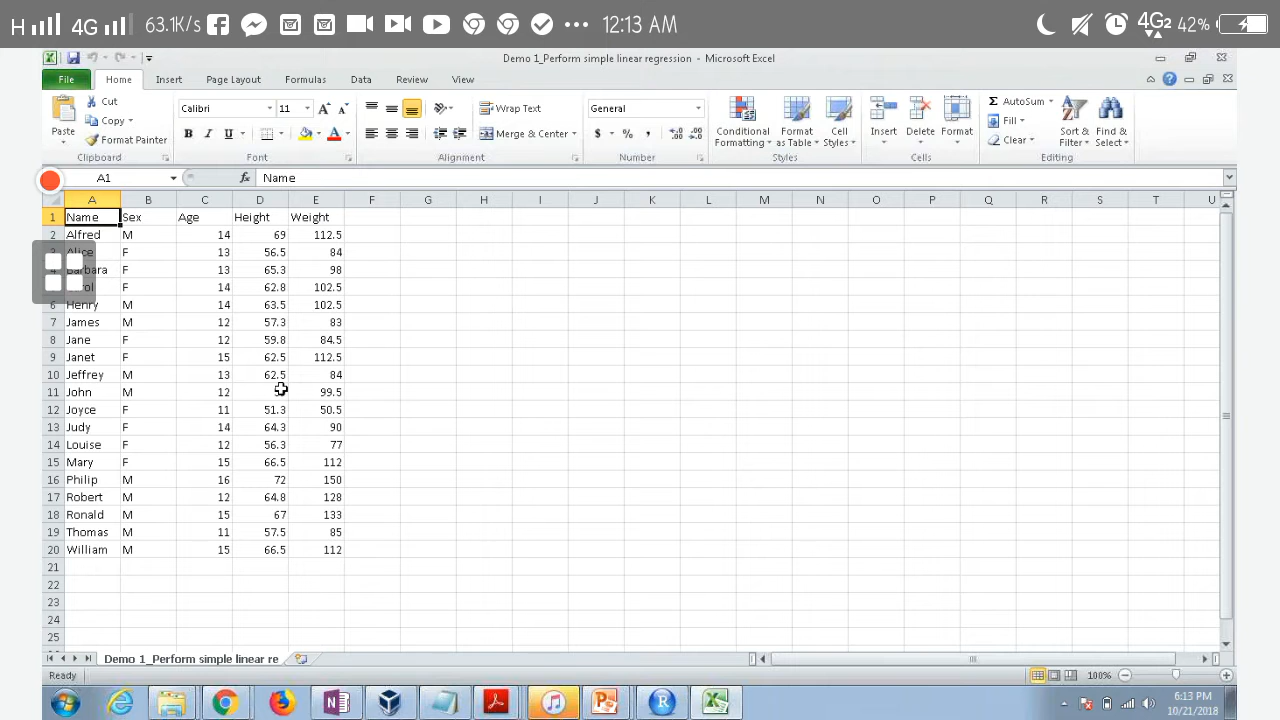 H 4G 63.1K/s 12:13 AM 4G2 42%
Demo 1_Perform simple linear regression - Microsoft Excel
File Home Insert Page Layout Formulas Data Review View
Cut Calibri 11 Wrap Text General AutoSum
Paste Copy Format Painter B I U Merge & Center $ % , Conditional Formatting Format as Table Cell Styles Insert Delete Format Fill Clear Sort & Filter Find & Select
Clipboard Font Alignment Number Styles Cells Editing
A1 fx Name
A B C D E F G H I J K L M N O P Q R S T U
1 Name Sex Age Height Weight
2 Alfred M 14 69 112.5
Alice F 13 56.5 84
4 Barbara F 13 65.3 98
F 14 62.8 102.5
6 Henry M 14 63.5 102.5
7 James M 12 57.3 83
8 Jane F 12 59.8 84.5
9 Janet F 15 62.5 112.5
10 Jeffrey M 13 62.5 84
11 John M 12 99.5
12 Joyce F 11 51.3 50.5
13 Judy F 14 64.3 90
14 Louise F 12 56.3 77
15 Mary F 15 66.5 112
16 Philip M 16 72 150
17 Robert M 12 64.8 128
18 Ronald M 15 67 133
19 Thomas M 11 57.5 85
20 William M 15 66.5 112
21
22
23
24
25
Demo 1_Perform simple linear re
Ready 100%
6:13 PM
10/21/2018